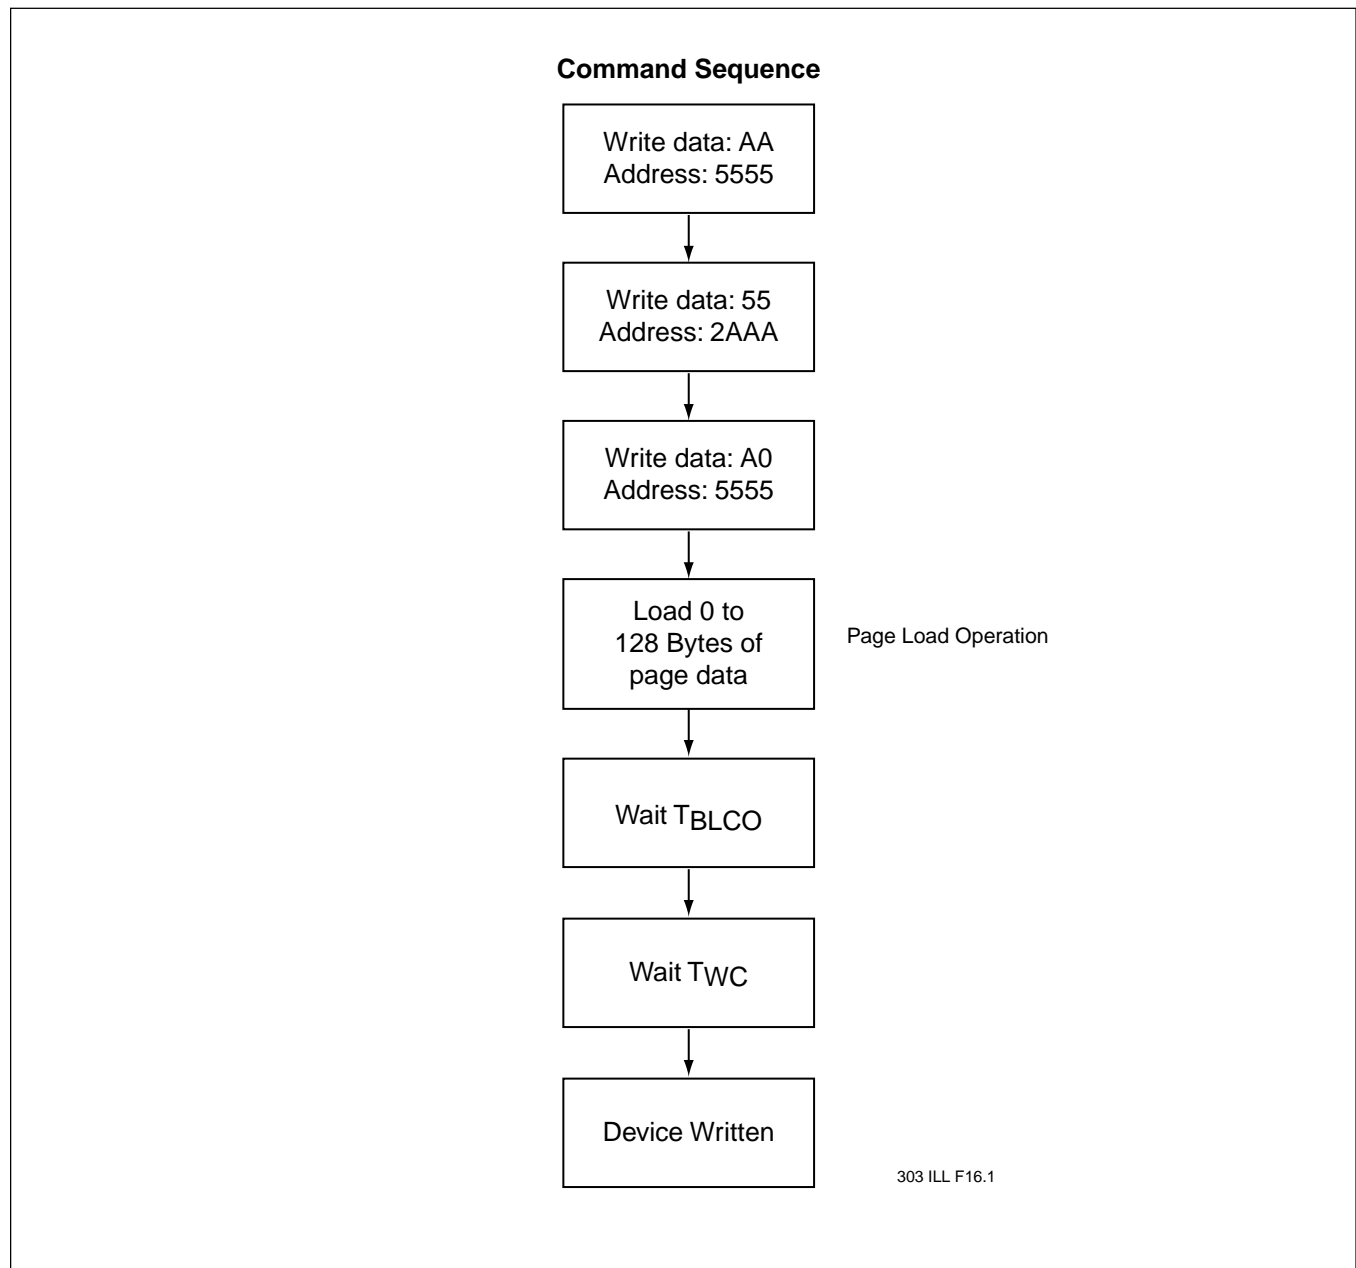 Command Sequence
Write data: AA
Address: 5555
Write data: 55
Address: 2AAA
Write data: A0
Address: 5555
Load 0 to
128 Bytes of
page data
Page Load Operation
Wait TBLCO
Wait TWC
Device Written
303 ILL F16.1